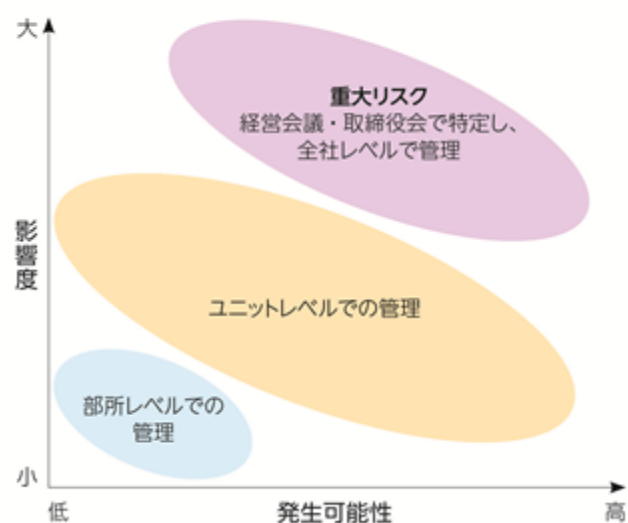 大
重大リスク
経営会議・取締役会で特定し、
全社レベルで管理
影響度
ユニットレベルでの管理
部所レベルでの
管理
小
低
発生可能性
高